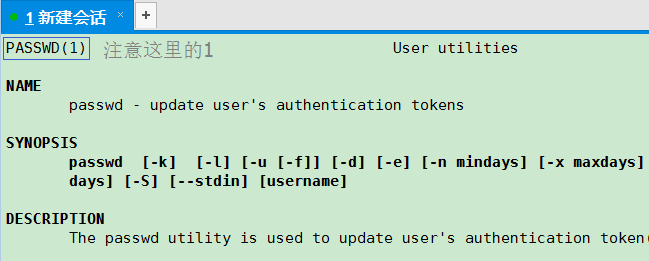 1 新建会话 × +
PASSWD(1) 注意这里的1 User utilities
NAME
passwd - update user's authentication tokens
SYNOPSIS
passwd [-k] [-l] [-u [-f]] [-d] [-e] [-n mindays] [-x maxdays]
days] [-S] [--stdin] [username]
DESCRIPTION
The passwd utility is used to update user's authentication token(